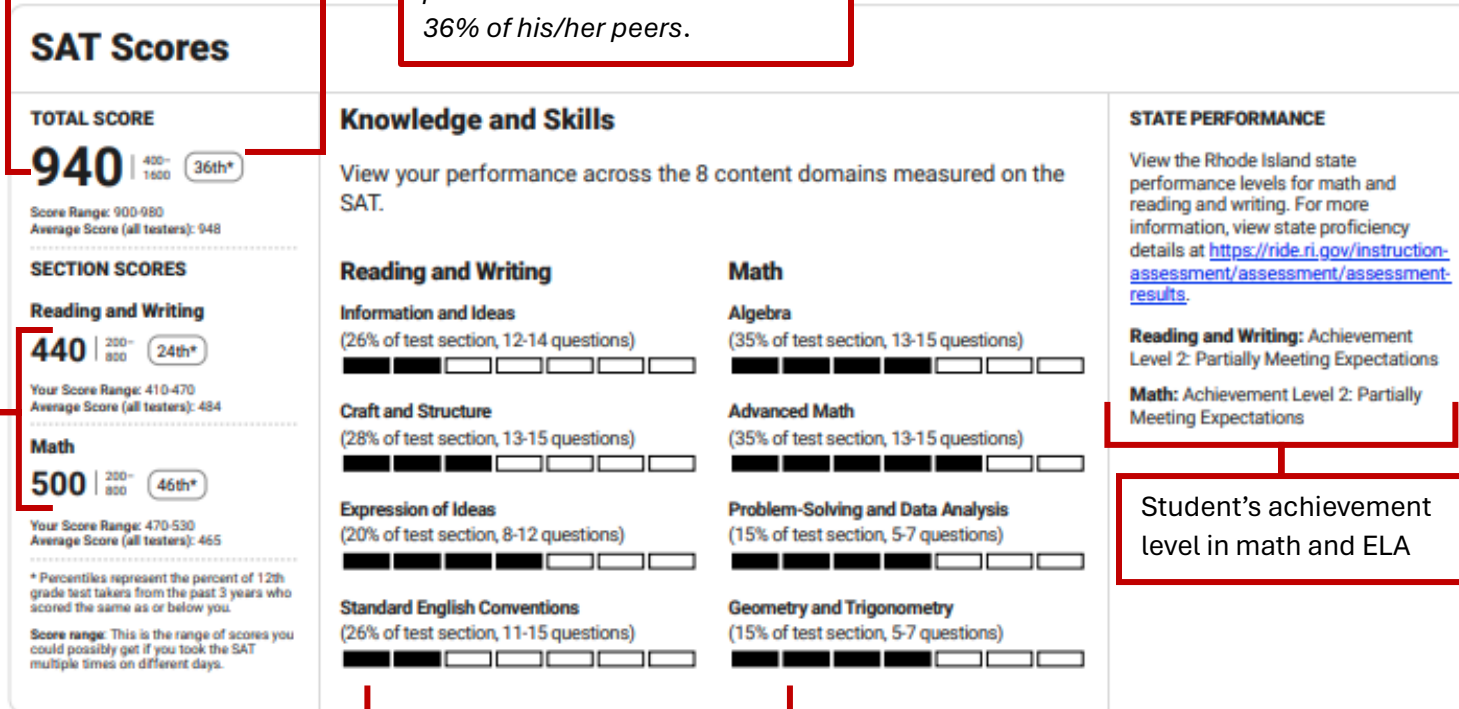 36% of his/her peers.
SAT Scores
TOTAL SCORE
940 400-1600 36th*
Score Range: 900-980
Average Score (all testers): 948
SECTION SCORES
Reading and Writing
440 200-800 24th*
Your Score Range: 410-470
Average Score (all testers): 484
Math
500 200-800 46th*
Your Score Range: 470-530
Average Score (all testers): 465
* Percentiles represent the percent of 12th
grade test takers from the past 3 years who
scored the same as or below you.
Score range: This is the range of scores you
could possibly get if you took the SAT
multiple times on different days.
Knowledge and Skills
View your performance across the 8 content domains measured on the
SAT.
Reading and Writing
Information and Ideas
(26% of test section, 12-14 questions)
Craft and Structure
(28% of test section, 13-15 questions)
Expression of Ideas
(20% of test section, 8-12 questions)
Standard English Conventions
(26% of test section, 11-15 questions)
Math
Algebra
(35% of test section, 13-15 questions)
Advanced Math
(35% of test section, 13-15 questions)
Problem-Solving and Data Analysis
(15% of test section, 5-7 questions)
Geometry and Trigonometry
(15% of test section, 5-7 questions)
STATE PERFORMANCE
View the Rhode Island state
performance levels for math and
reading and writing. For more
information, view state proficiency
details at https://ride.ri.gov/instruction-
assessment/assessment/assessment-
results.
Reading and Writing: Achievement
Level 2: Partially Meeting Expectations
Math: Achievement Level 2: Partially
Meeting Expectations
Student's achievement
level in math and ELA